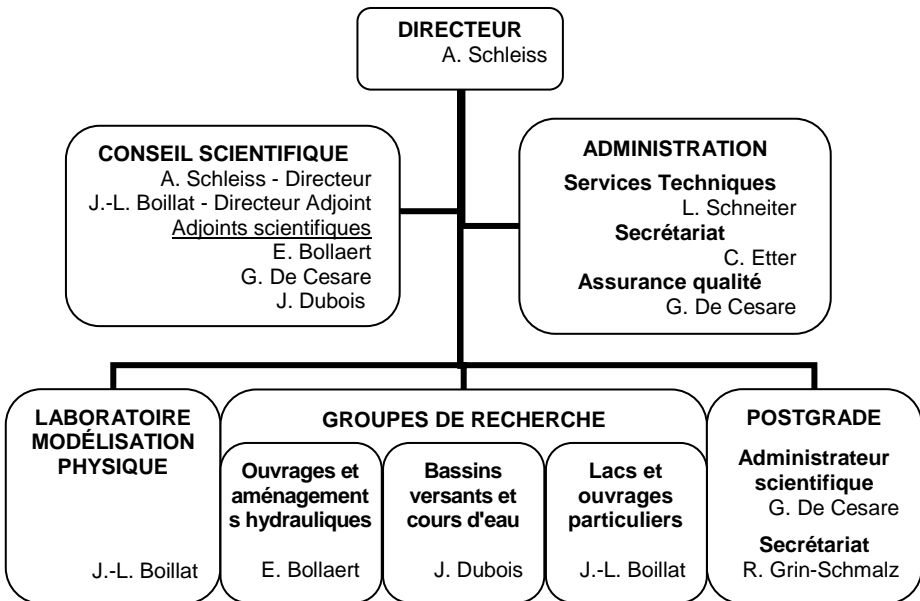 DIRECTEUR
A. Schleiss
CONSEIL SCIENTIFIQUE
A. Schleiss - Directeur
J.-L. Boillat - Directeur Adjoint
Adjoints scientifiques
E. Bollaert
G. De Cesare
J. Dubois
ADMINISTRATION
Services Techniques
L. Schneiter
Secrétariat
C. Etter
Assurance qualité
G. De Cesare
LABORATOIRE
MODÉLISATION
PHYSIQUE
J.-L. Boillat
GROUPES DE RECHERCHE
Ouvrages et
aménagement
s hydrauliques
E. Bollaert
Bassins
versants et
cours d'eau
J. Dubois
Lacs et
ouvrages
particuliers
J.-L. Boillat
POSTGRADE
Administrateur
scientifique
G. De Cesare
Secrétariat
R. Grin-Schmalz